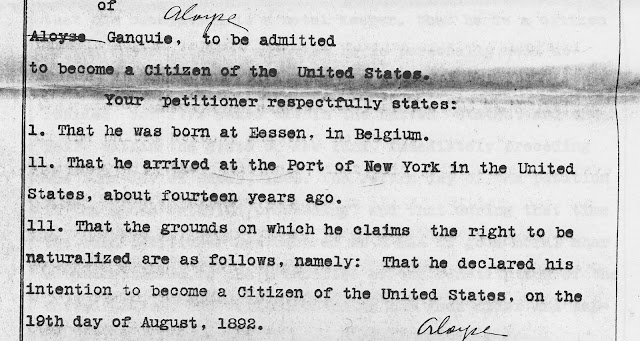 of
Aloyse
Aloyse Ganquie, to be admitted
to become a Citizen of the United States.
Your petitioner respectfully states:
l. That he was born at Eessen, in Belgium.
ll. That he arrived at the Port of New York in the United
States, about fourteen years ago.
lll. That the grounds on which he claims the right to be
naturalized are as follows, namely: That he declared his
intention to become a Citizen of the United States, on the
19th day of August, 1892.
Aloyse